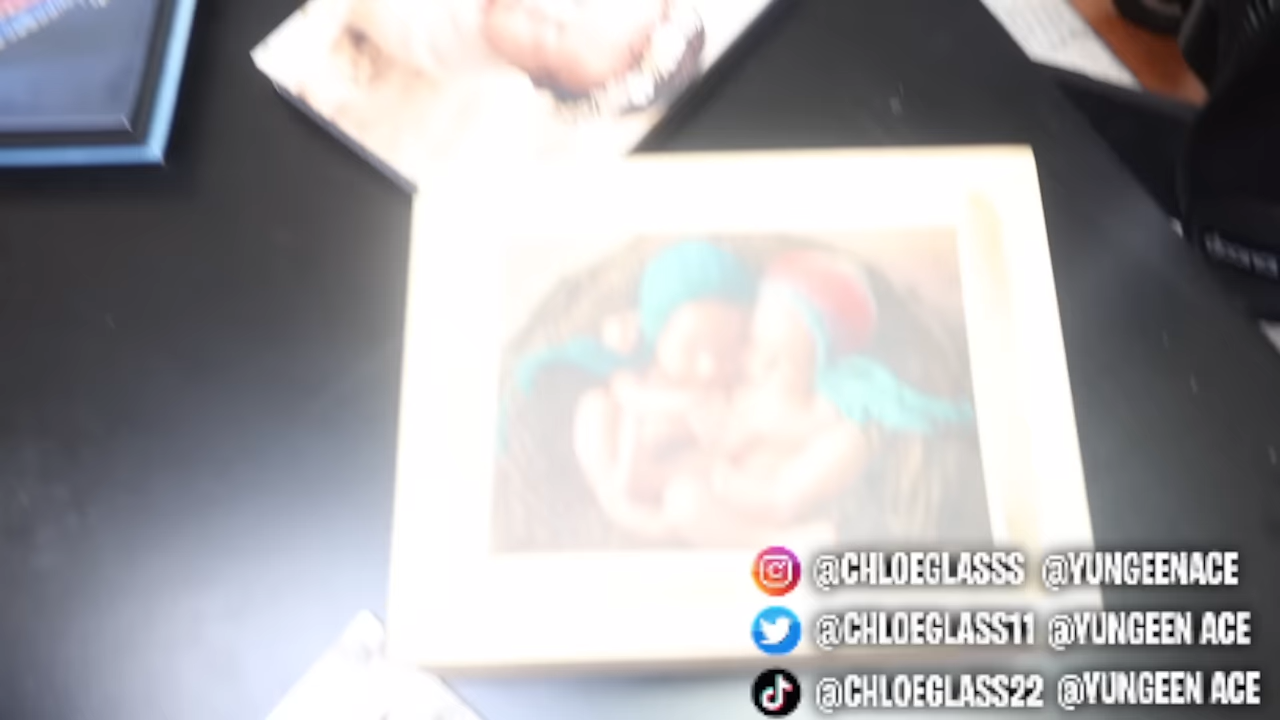 @CHLOEGLASSS @YUNGEENACE
@CHLOEGLASS11 @YUNGEEN ACE
@CHLOEGLASS22 @YUNGEEN ACE